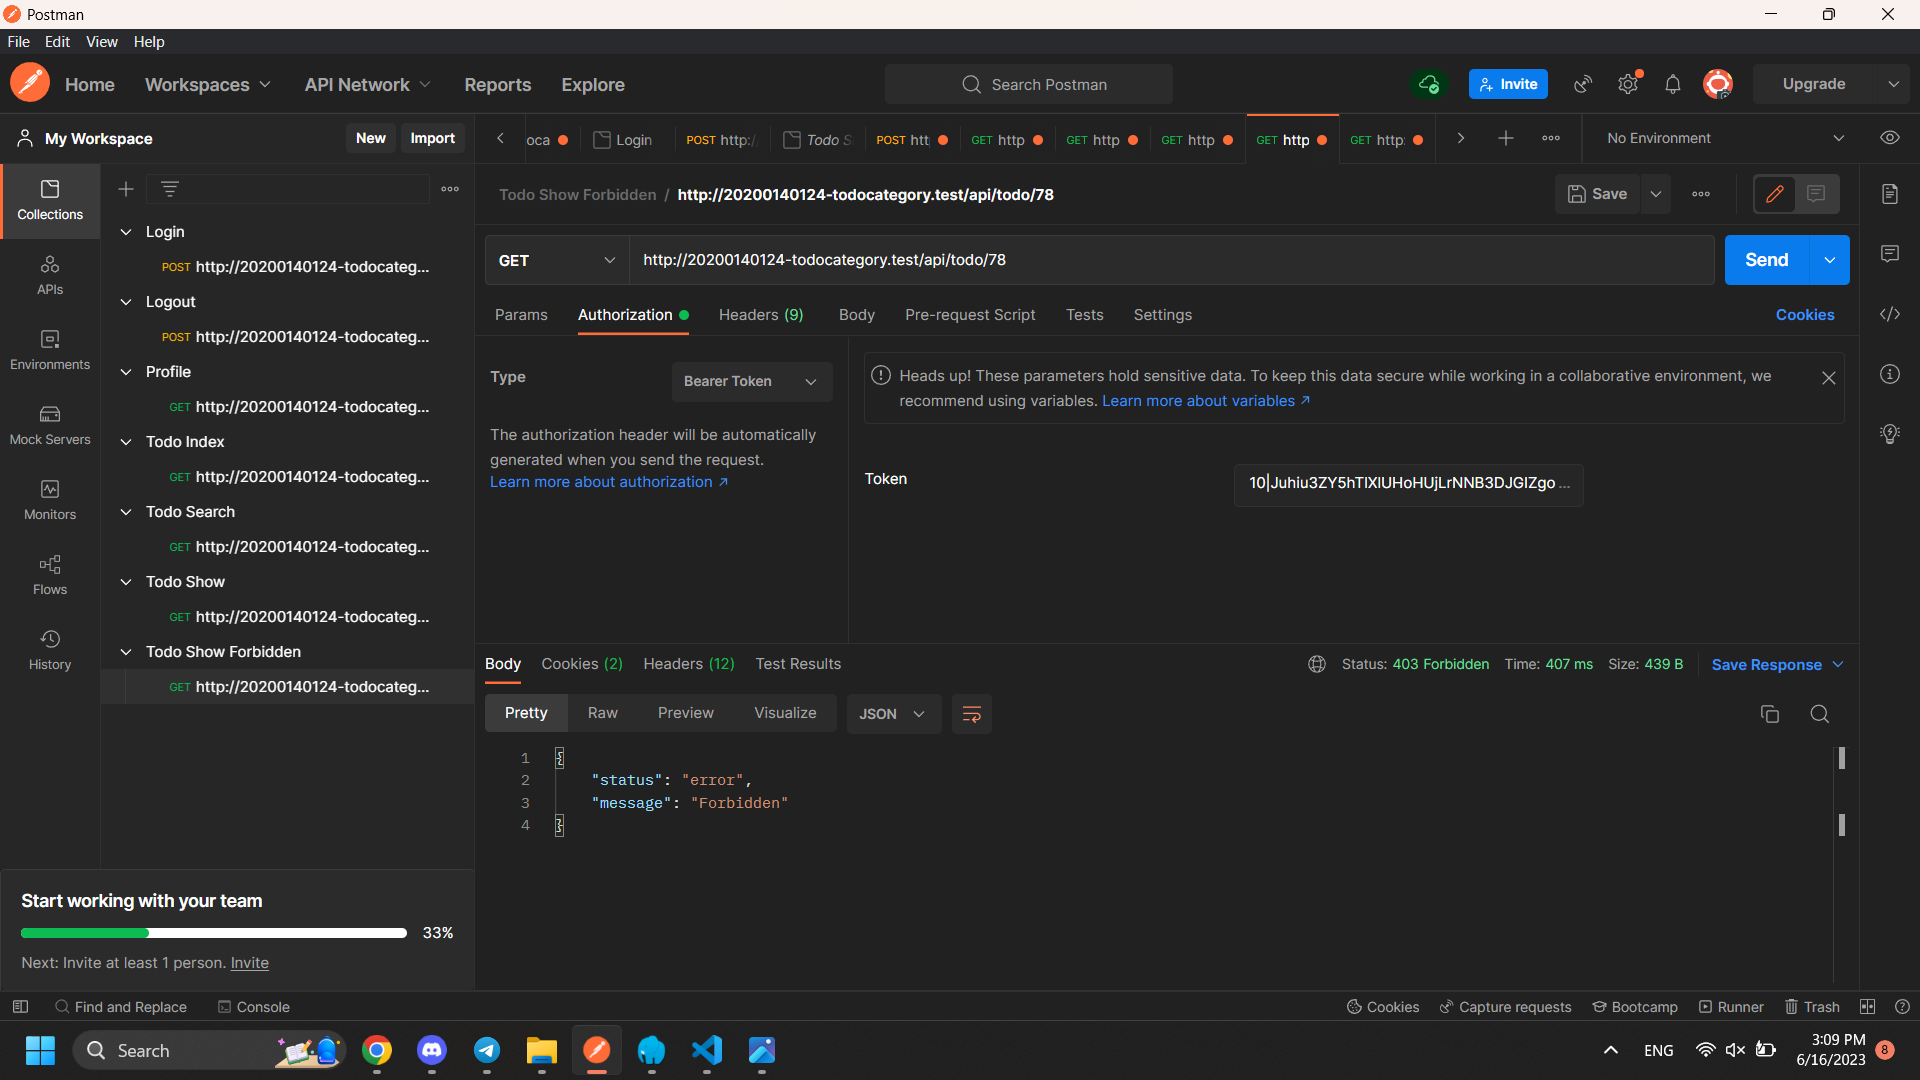 Postman
File Edit View Help
Home Workspaces API Network Reports Explore Search Postman Invite Upgrade
My Workspace New Import
oca Login POST http:/ Todo S POST htt GET http GET http GET http GET http GET http: No Environment
Collections
APIs
Environments
Mock Servers
Monitors
Flows
History
Login
POST http://20200140124-todocateg...
Logout
POST http://20200140124-todocateg...
Profile
GET http://20200140124-todocateg...
Todo Index
GET http://20200140124-todocateg...
Todo Search
GET http://20200140124-todocateg...
Todo Show
GET http://20200140124-todocateg...
Todo Show Forbidden
GET http://20200140124-todocateg...
Start working with your team
33%
Next: Invite at least 1 person. Invite
Todo Show Forbidden / http://20200140124-todocategory.test/api/todo/78 Save
GET http://20200140124-todocategory.test/api/todo/78 Send
Params Authorization Headers (9) Body Pre-request Script Tests Settings Cookies
Type Bearer Token
The authorization header will be automatically
generated when you send the request.
Learn more about authorization ↗
Heads up! These parameters hold sensitive data. To keep this data secure while working in a collaborative environment, we
recommend using variables. Learn more about variables ↗
Token 10|Juhiu3ZY5hTlXlUHoHUjLrNNB3DJGIZgo ...
Body Cookies (2) Headers (12) Test Results Status: 403 Forbidden Time: 407 ms Size: 439 B Save Response
Pretty Raw Preview Visualize JSON
1 {
2 "status": "error",
3 "message": "Forbidden"
4 }
Find and Replace Console Cookies Capture requests Bootcamp Runner Trash
Search ENG 3:09 PM 8
6/16/2023